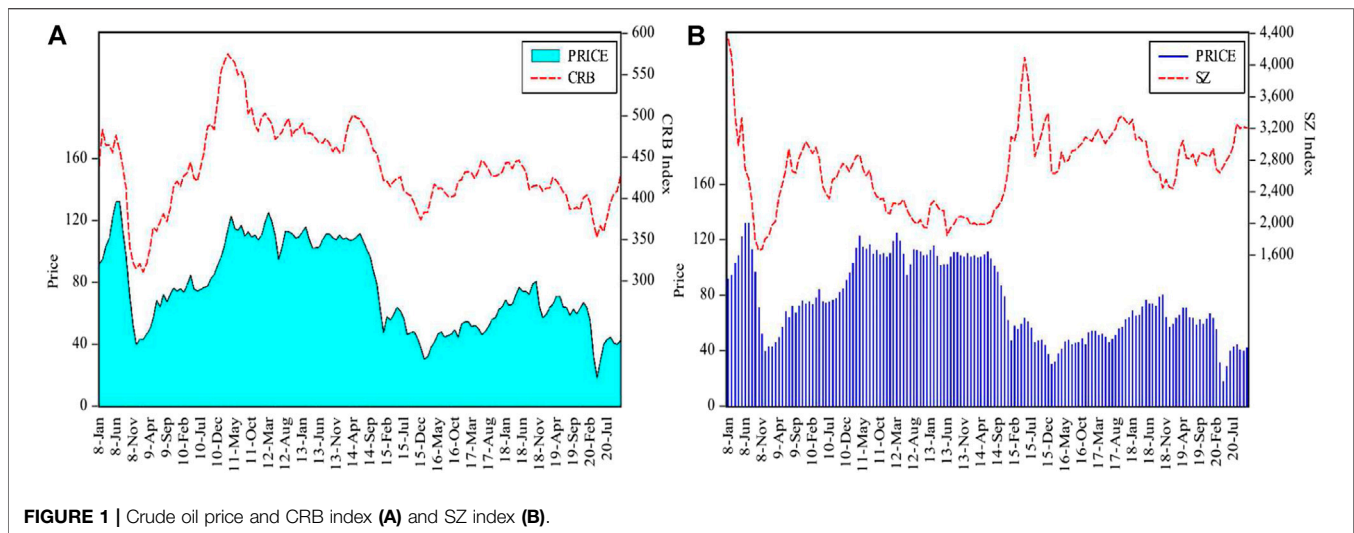 A
PRICE
CRB
600
550
500
450
400
350
300
CRB Index
160
120
80
40
0
Price
8-Jan
8-Jun
8-Nov
9-Apr
9-Sep
10-Feb
10-Jul
10-Dec
11-May
11-Oct
12-Mar
12-Aug
13-Jan
13-Jun
13-Nov
14-Apr
14-Sep
15-Feb
15-Jul
15-Dec
16-May
16-Oct
17-Mar
17-Aug
18-Jan
18-Jun
18-Nov
19-Apr
19-Sep
20-Feb
20-Jul
B
PRICE
SZ
4,400
4,000
3,600
3,200
2,800
2,400
2,000
1,600
SZ Index
160
120
80
40
0
Price
8-Jan
8-Jun
8-Nov
9-Apr
9-Sep
10-Feb
10-Jul
10-Dec
11-May
11-Oct
12-Mar
12-Aug
13-Jan
13-Jun
13-Nov
14-Apr
14-Sep
15-Feb
15-Jul
15-Dec
16-May
16-Oct
17-Mar
17-Aug
18-Jan
18-Jun
18-Nov
19-Apr
19-Sep
20-Feb
20-Jul
FIGURE 1 | Crude oil price and CRB index (A) and SZ index (B).